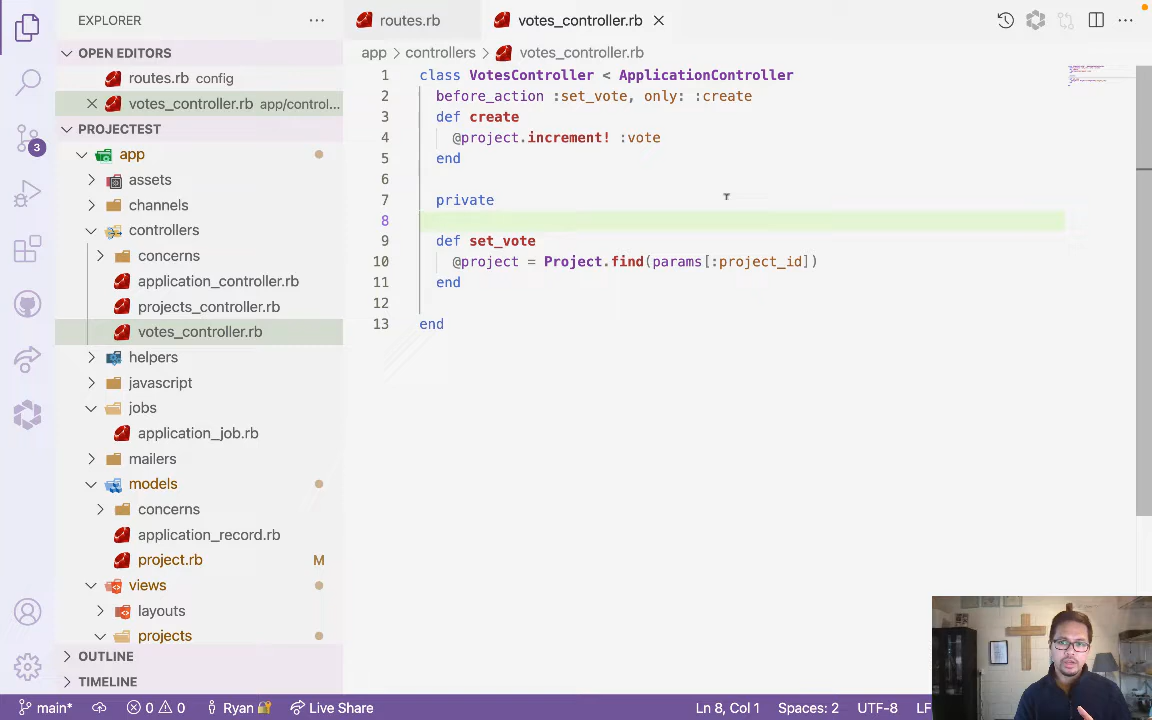 EXPLORER
OPEN EDITORS
routes.rb config
votes_controller.rb app/control...
PROJECTEST
app
assets
channels
controllers
concerns
application_controller.rb
projects_controller.rb
votes_controller.rb
helpers
javascript
jobs
application_job.rb
mailers
models
concerns
application_record.rb
project.rb M
views
layouts
projects
OUTLINE
TIMELINE
3
routes.rb votes_controller.rb
app > controllers > votes_controller.rb
1 class VotesController < ApplicationController
2 before_action :set_vote, only: :create
3 def create
4 @project.increment! :vote
5 end
6
7 private
8
9 def set_vote
10 @project = Project.find(params[:project_id])
11 end
12
13 end
main* 0 0 Ryan Live Share Ln 8, Col 1 Spaces: 2 UTF-8 LF